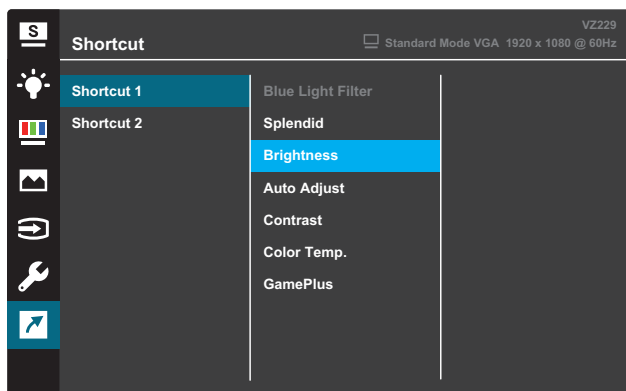 S
VZ229
Shortcut
Standard Mode VGA 1920 x 1080 @ 60Hz
Shortcut 1
Shortcut 2
Blue Light Filter
Splendid
Brightness
Auto Adjust
Contrast
Color Temp.
GamePlus